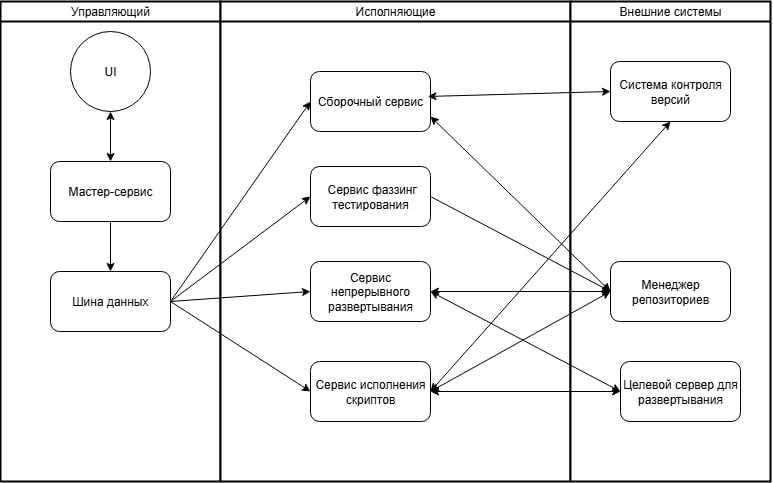 Управляющий
Исполняющие
Внешние системы
UI
Мастер-сервис
Шина данных
Сборочный сервис
Сервис фаззинг
тестирования
Сервис
непрерывного
развертывания
Сервис исполнения
скриптов
Система контроля
версий
Менеджер
репозиториев
Целевой сервер для
развертывания